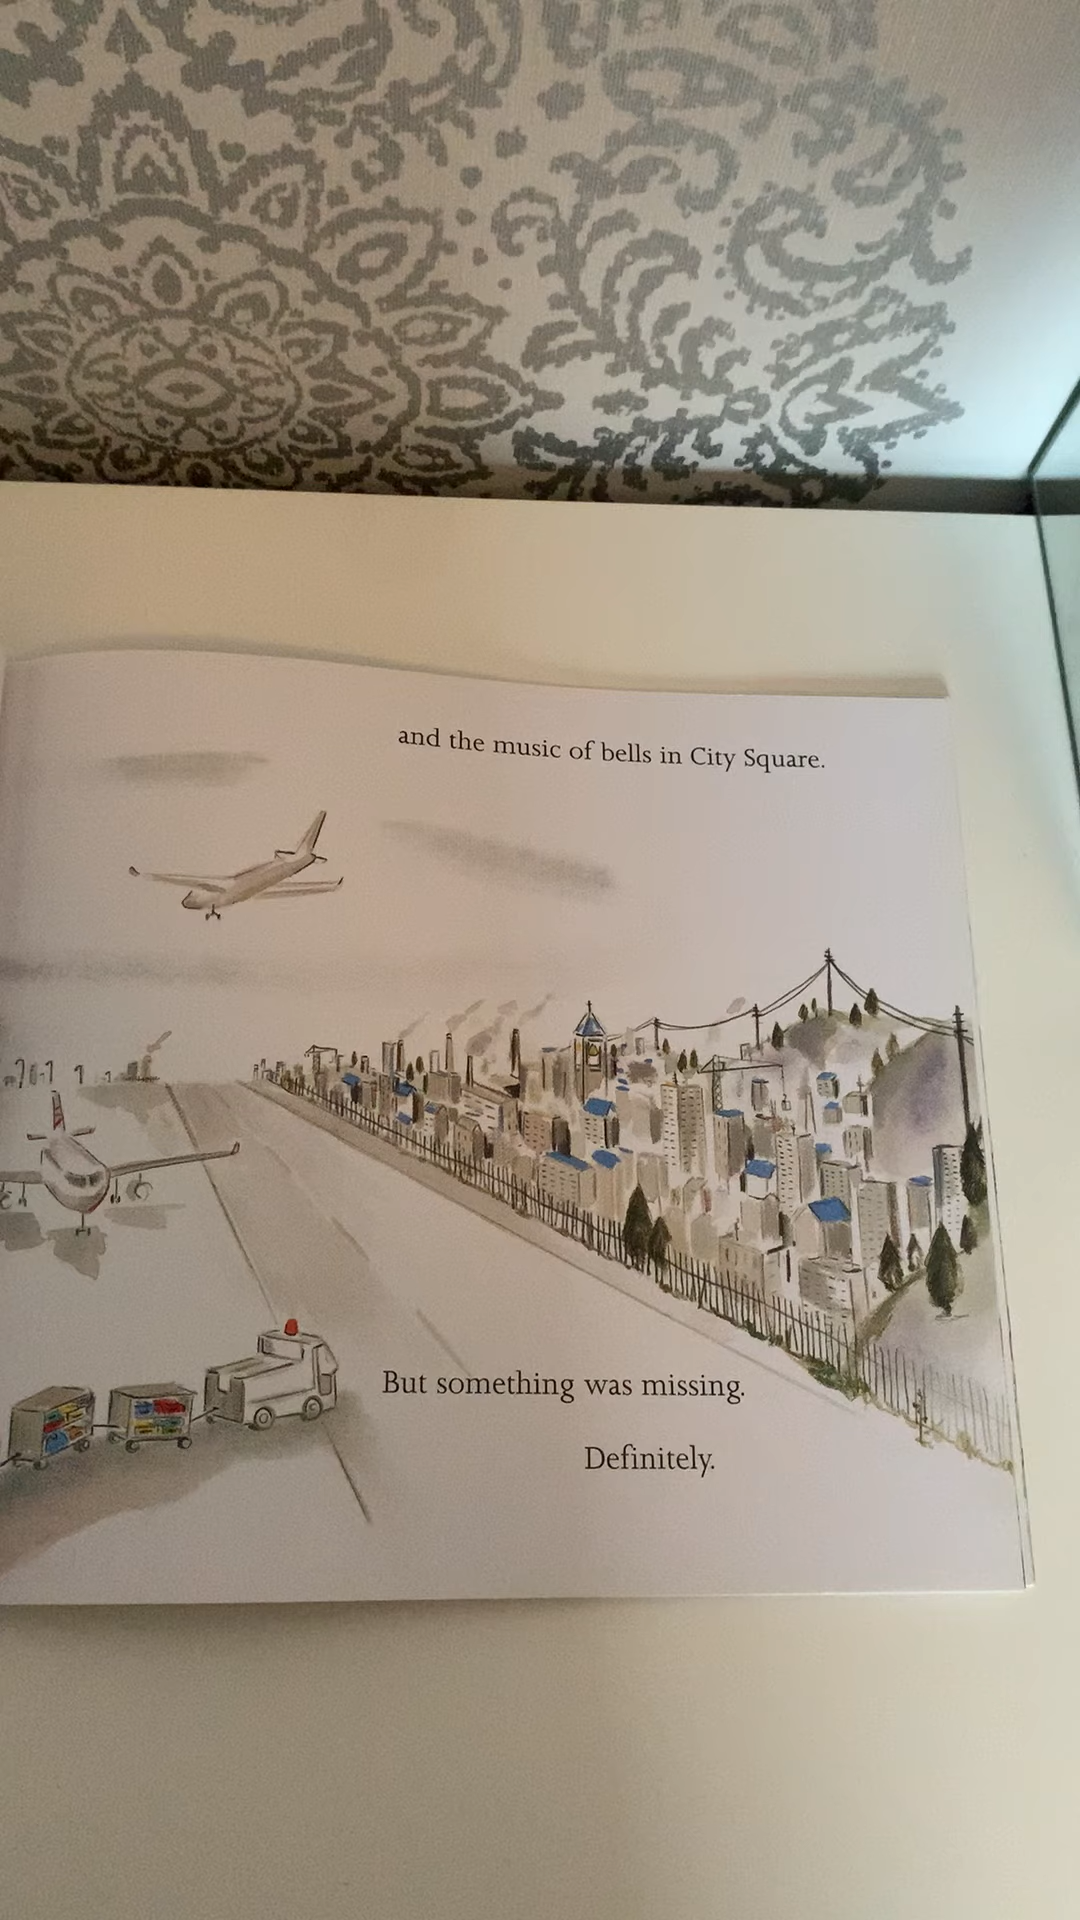 and the music of bells in City Square.
But something was missing.
Definitely.